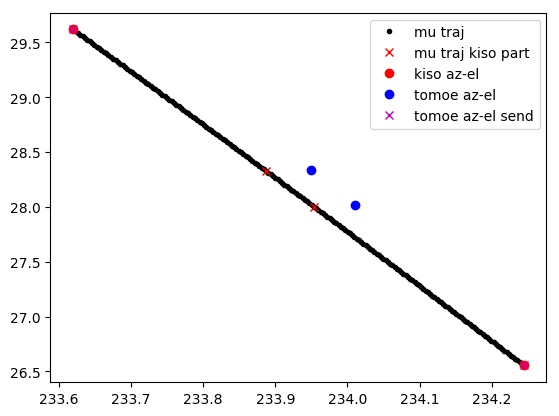 mu traj
mu traj kiso part
kiso az-el
tomoe az-el
tomoe az-el send
29.5
29.0
28.5
28.0
27.5
27.0
26.5
233.6 233.7 233.8 233.9 234.0 234.1 234.2